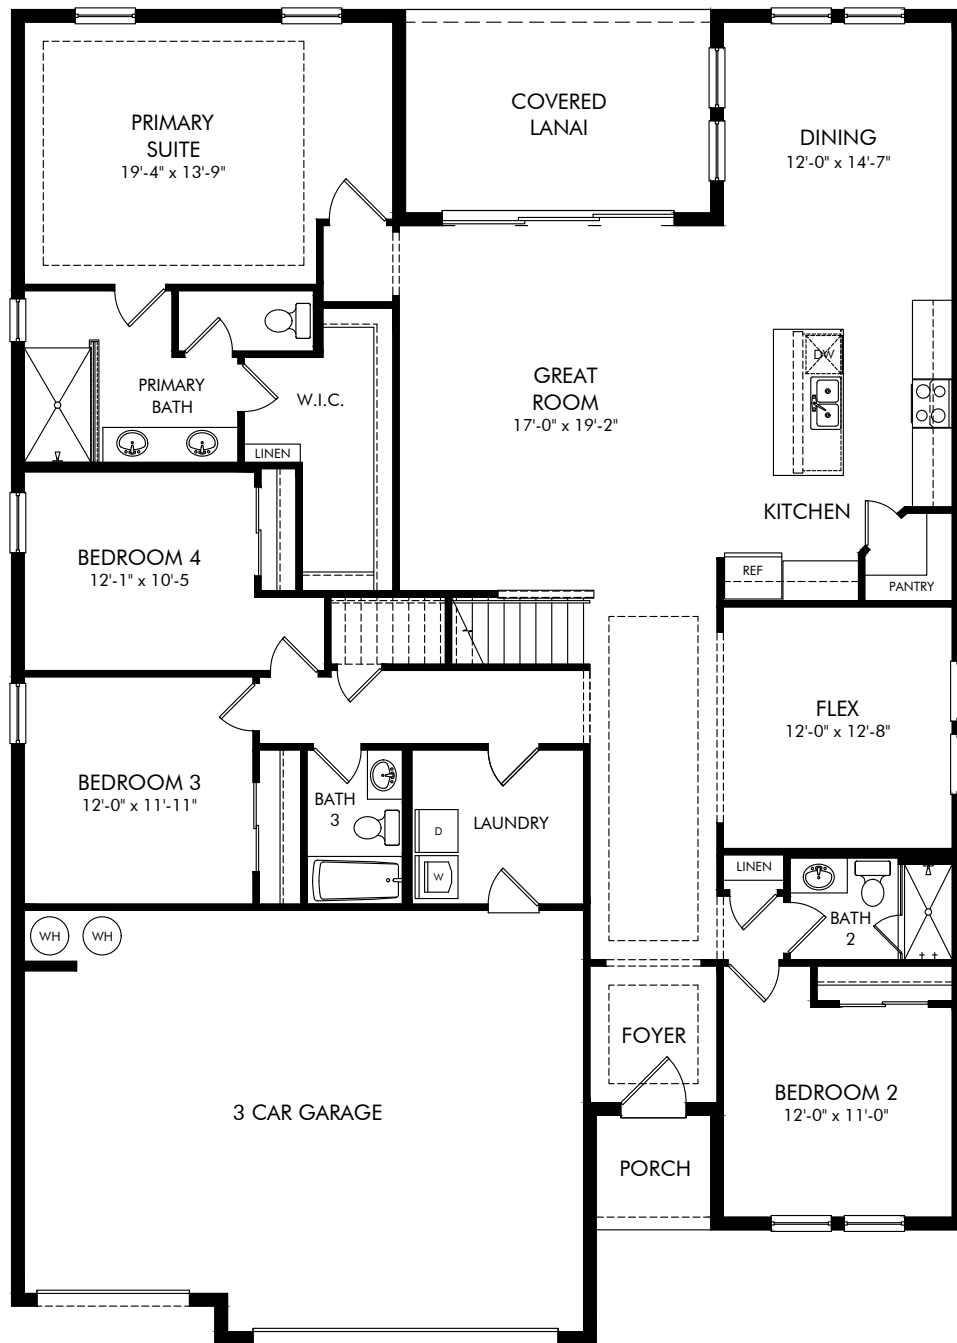 PRIMARY
SUITE
19'-4" x 13'-9"
COVERED
LANAI
DINING
12'-0" x 14'-7"
PRIMARY
BATH
W.I.C.
LINEN
GREAT
ROOM
17'-0" x 19'-2"
DW
KITCHEN
REF
PANTRY
BEDROOM 4
12'-1" x 10'-5
FLEX
12'-0" x 12'-8"
BEDROOM 3
12'-0" x 11'-11"
BATH
3
D
W
LAUNDRY
LINEN
BATH
2
WH
WH
FOYER
BEDROOM 2
12'-0" x 11'-0"
3 CAR GARAGE
PORCH